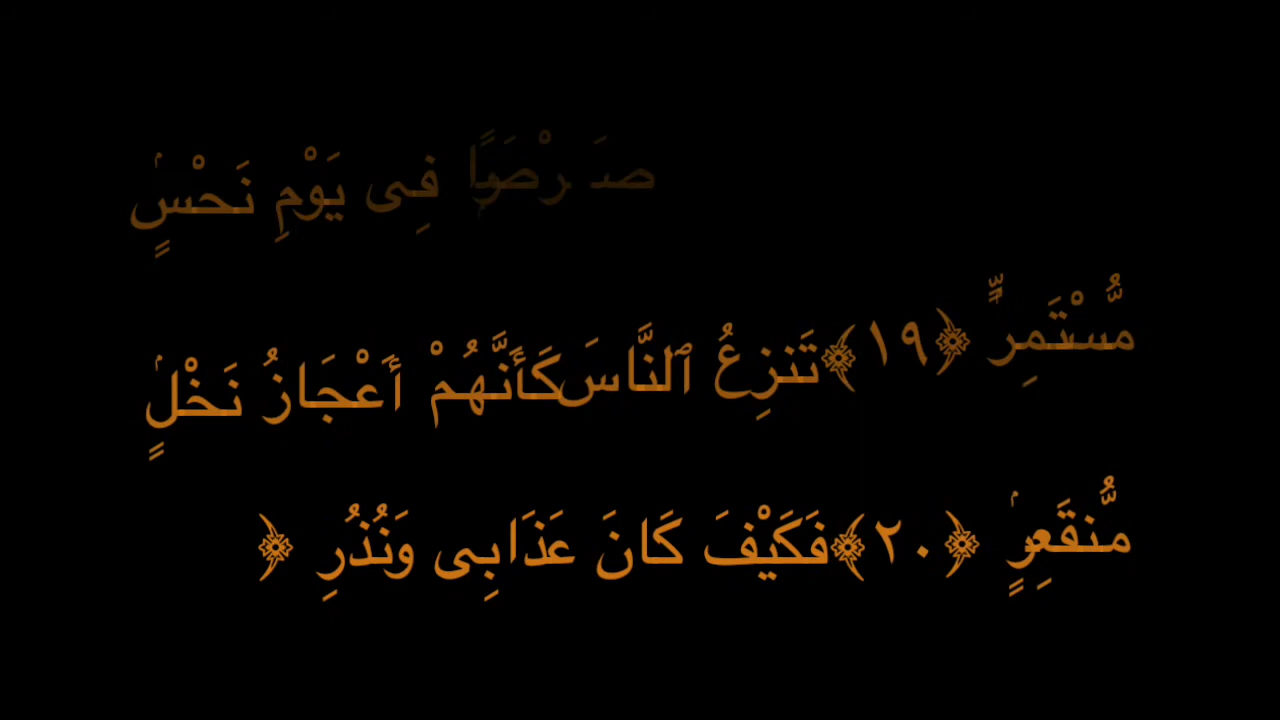 صَرْصَرًا فِى يَوْمِ نَحْسٍۢ
مُّسْتَمِرٍّۢ ﴿١٩﴾تَنزِعُ ٱلنَّاسَ كَأَنَّهُمْ أَعْجَازُ نَخْلٍۢ
مُّنقَعِرٍۢ ﴿٢٠﴾فَكَيْفَ كَانَ عَذَابِى وَنُذُرِ ﴿